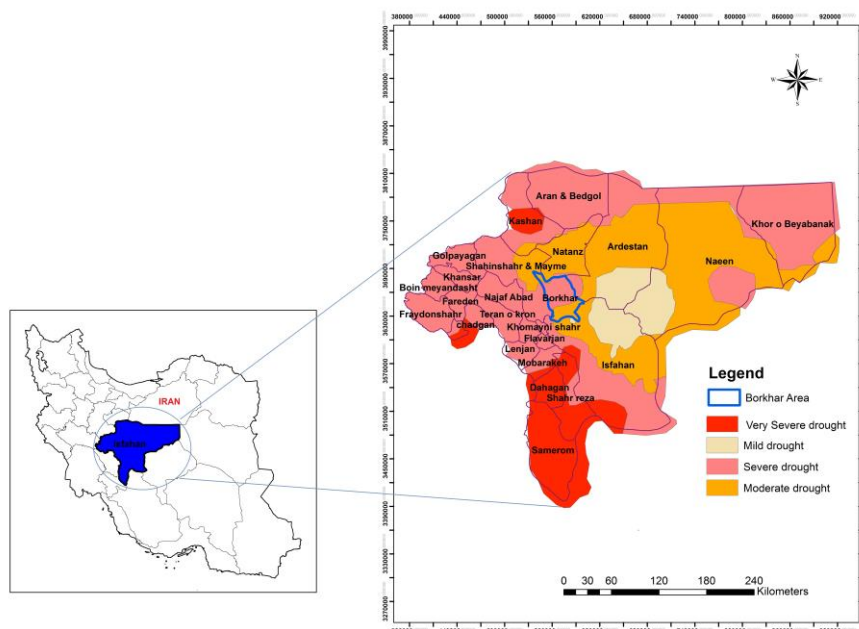 380000 440000 500000 560000 620000 680000 740000 800000 860000 920000
3990000
3930000
3870000
3810000
3750000
3690000
3630000
3570000
3510000
3450000
3390000
3330000
3270000
N
W E
S
Aran & Bedgol
Kashan
Khor o Beyabanak
Natanz
Ardestan
Naeen
Golpayagan
Shahinshahr & Mayme
Khansar
Boin meyandasht
Fareden
Najaf Abad
Borkhar
Fraydonshahr
Teran o kron
chadgan
Khomayni shahr
Flavarjan
Lenjan
Isfahan
Mobarakeh
Dahagan
Shahr reza
Samerom
Legend
Borkhar Area
Very Severe drought
Mild drought
Severe drought
Moderate drought
0 30 60 120 180 240
Kilometers
IRAN